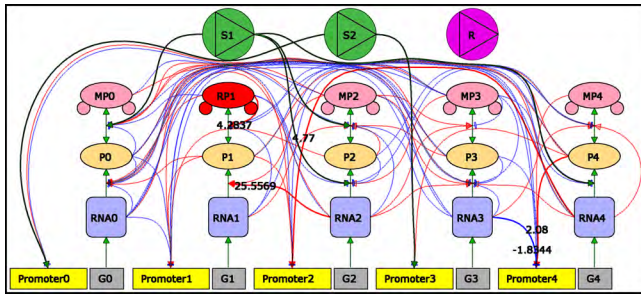 S1 S2 R
MP0 RP1 MP2 MP3 MP4
4.2837
4.77
P0 P1 P2 P3 P4
25.5569
RNA0 RNA1 RNA2 RNA3 RNA4
2.08
-1.8344
Promoter0 G0 Promoter1 G1 Promoter2 G2 Promoter3 G3 Promoter4 G4